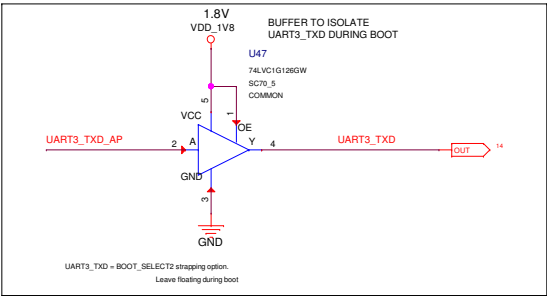 1.8V
VDD_1V8
BUFFER TO ISOLATE
UART3_TXD DURING BOOT
U47
74LVC1G126GW
SC70_5
COMMON
5
1
VCC
OE
UART3_TXD_AP
2
A
Y
4
UART3_TXD
OUT
14
GND
3
GND
UART3_TXD = BOOT_SELECT2 strapping option.
Leave floating during boot